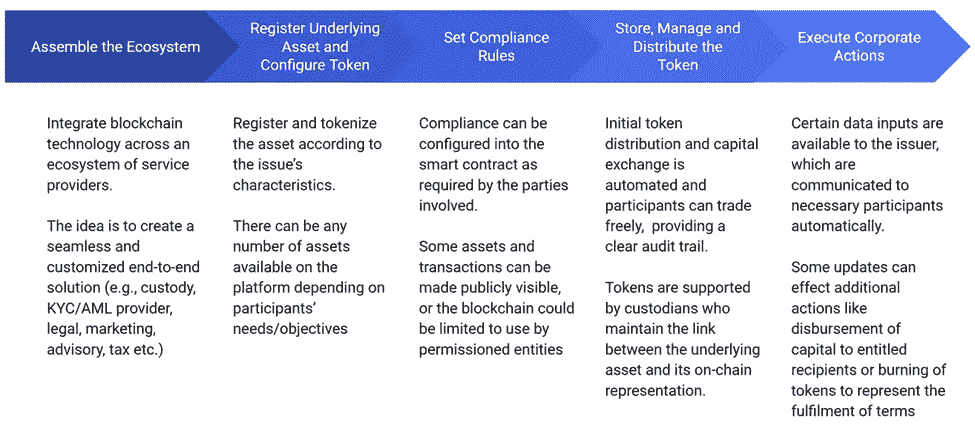 Assemble the Ecosystem
Register Underlying
Asset and
Configure Token
Set Compliance
Rules
Store, Manage and
Distribute the
Token
Execute Corporate
Actions
Integrate blockchain
technology across an
ecosystem of service
providers.
The idea is to create a
seamless and
customized end-to-end
solution (e.g., custody,
KYC/AML provider,
legal, marketing,
advisory, tax etc.)
Register and tokenize
the asset according to
the issue's
characteristics.
There can be any
number of assets
available on the
platform depending on
participants'
needs/objectives
Compliance can be
configured into the
smart contract as
required by the parties
involved.
Some assets and
transactions can be
made publicly visible,
or the blockchain could
be limited to use by
permissioned entities
Initial token
distribution and capital
exchange is
automated and
participants can trade
freely, providing a
clear audit trail.
Tokens are supported
by custodians who
maintain the link
between the underlying
asset and its on-chain
representation.
Certain data inputs are
available to the issuer,
which are
communicated to
necessary participants
automatically.
Some updates can
effect additional
actions like
disbursement of
capital to entitled
recipients or burning of
tokens to represent the
fulfilment of terms